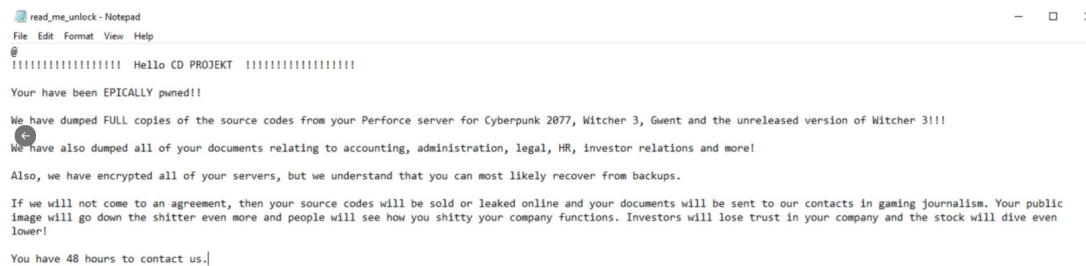 read_me_unlock - Notepad
File Edit Format View Help
@
!!!!!!!!!!!!!!!!!! Hello CD PROJEKT !!!!!!!!!!!!!!!!!!
Your have been EPICALLY pwned!!
We have dumped FULL copies of the source codes from your Perforce server for Cyberpunk 2077, Witcher 3, Gwent and the unreleased version of Witcher 3!!!
We have also dumped all of your documents relating to accounting, administration, legal, HR, investor relations and more!
Also, we have encrypted all of your servers, but we understand that you can most likely recover from backups.
If we will not come to an agreement, then your source codes will be sold or leaked online and your documents will be sent to our contacts in gaming journalism. Your public
image will go down the shitter even more and people will see how you shitty your company functions. Investors will lose trust in your company and the stock will dive even
lower!
You have 48 hours to contact us.